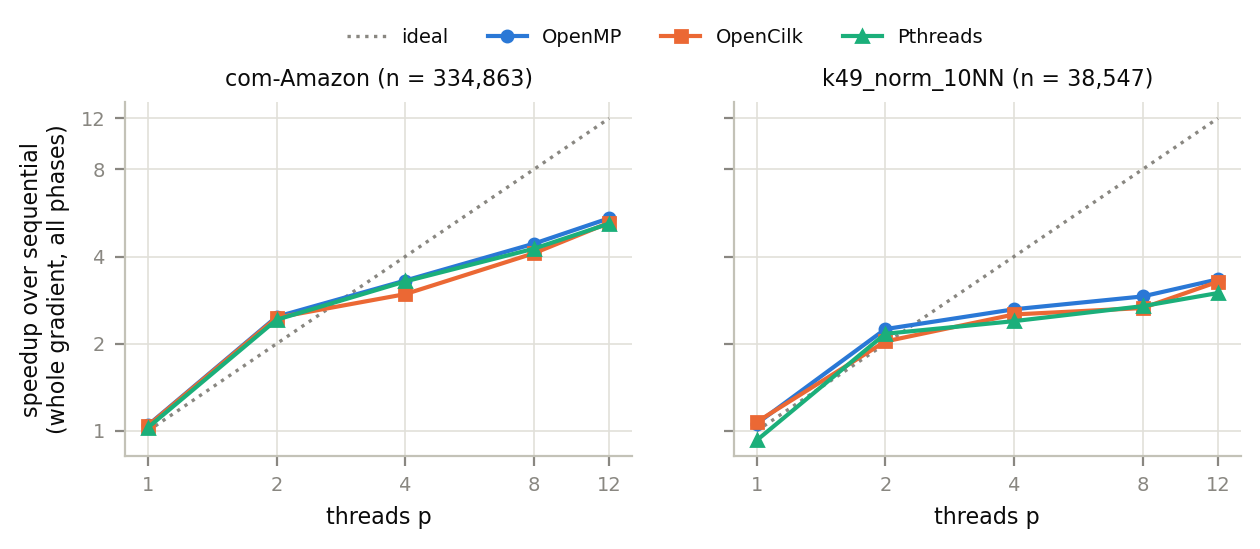 ideal OpenMP OpenCilk Pthreads
com-Amazon (n = 334,863)
k49_norm_10NN (n = 38,547)
speedup over sequential
(whole gradient, all phases)
12
8
4
2
1
1 2 4 8 12
1 2 4 8 12
threads p
threads p